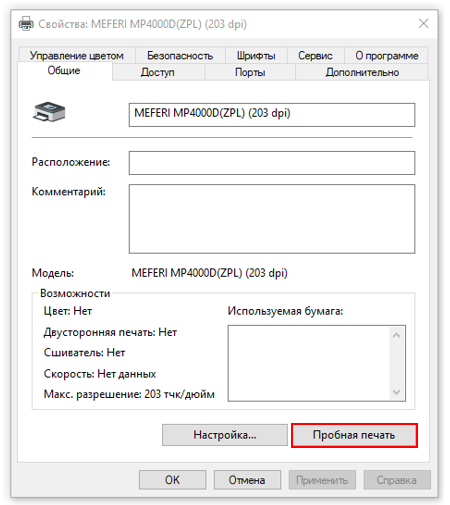 Свойства: MEFERI MP4000D(ZPL) (203 dpi)
Управление цветом Безопасность Шрифты Сервис О программе
Общие Доступ Порты Дополнительно
MEFERI MP4000D(ZPL) (203 dpi)
Расположение:
Комментарий:
Модель: MEFERI MP4000D(ZPL) (203 dpi)
Возможности
Цвет: Нет Используемая бумага:
Двусторонняя печать: Нет
Сшиватель: Нет
Скорость: Нет данных
Макс. разрешение: 203 тчк/дюйм
Настройка... Пробная печать
OK Отмена Применить Справка